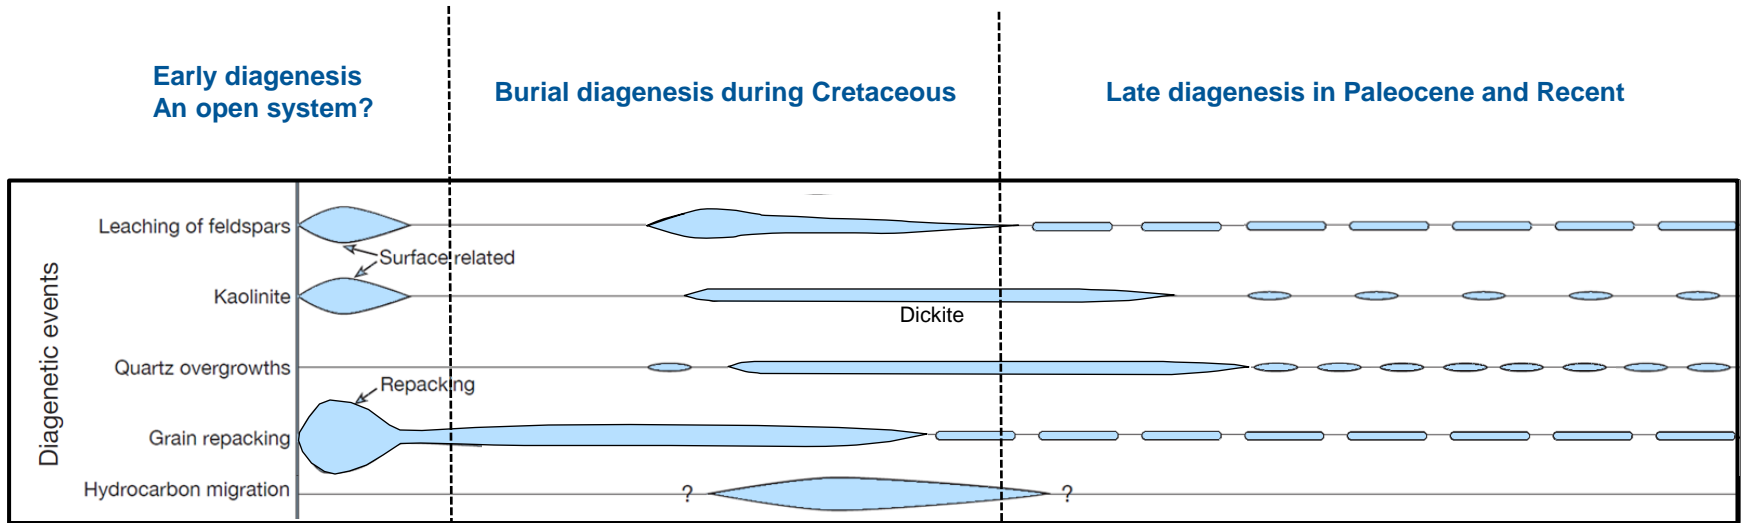 Early diagenesis
An open system?
Burial diagenesis during Cretaceous
Late diagenesis in Paleocene and Recent
Diagenetic events
Leaching of feldspars
Surface related
Kaolinite
Dickite
Quartz overgrowths
Repacking
Grain repacking
Hydrocarbon migration
? ?